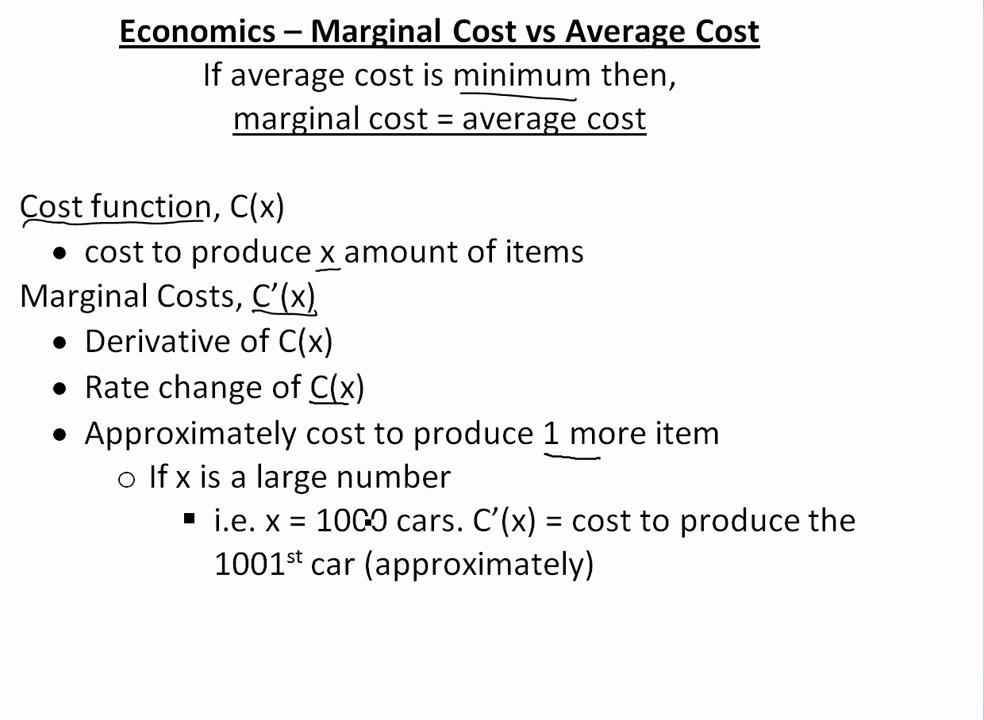 Economics – Marginal Cost vs Average Cost
If average cost is minimum then,
marginal cost = average cost
Cost function, C(x)
• cost to produce x amount of items
Marginal Costs, C’(x)
• Derivative of C(x)
• Rate change of C(x)
• Approximately cost to produce 1 more item
o If x is a large number
▪ i.e. x = 1000 cars. C’(x) = cost to produce the
1001st car (approximately)